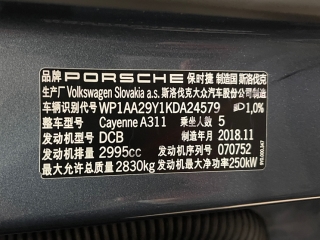 品牌 PORSCHE 保时捷 制造国 斯洛伐克
生产厂 Volkswagen Slovakia a.s. 斯洛伐克大众汽车股份公司制造
车辆识别代号 WP1AA29Y1KDA24579 1,0%
整车型号 Cayenne A311 乘坐人数 5
发动机型号 DCB 制造年月 2018.11
发动机排量 2995cc 发动机序列号 070752
最大允许总质量 2830kg 发动机最大净功率 250kW